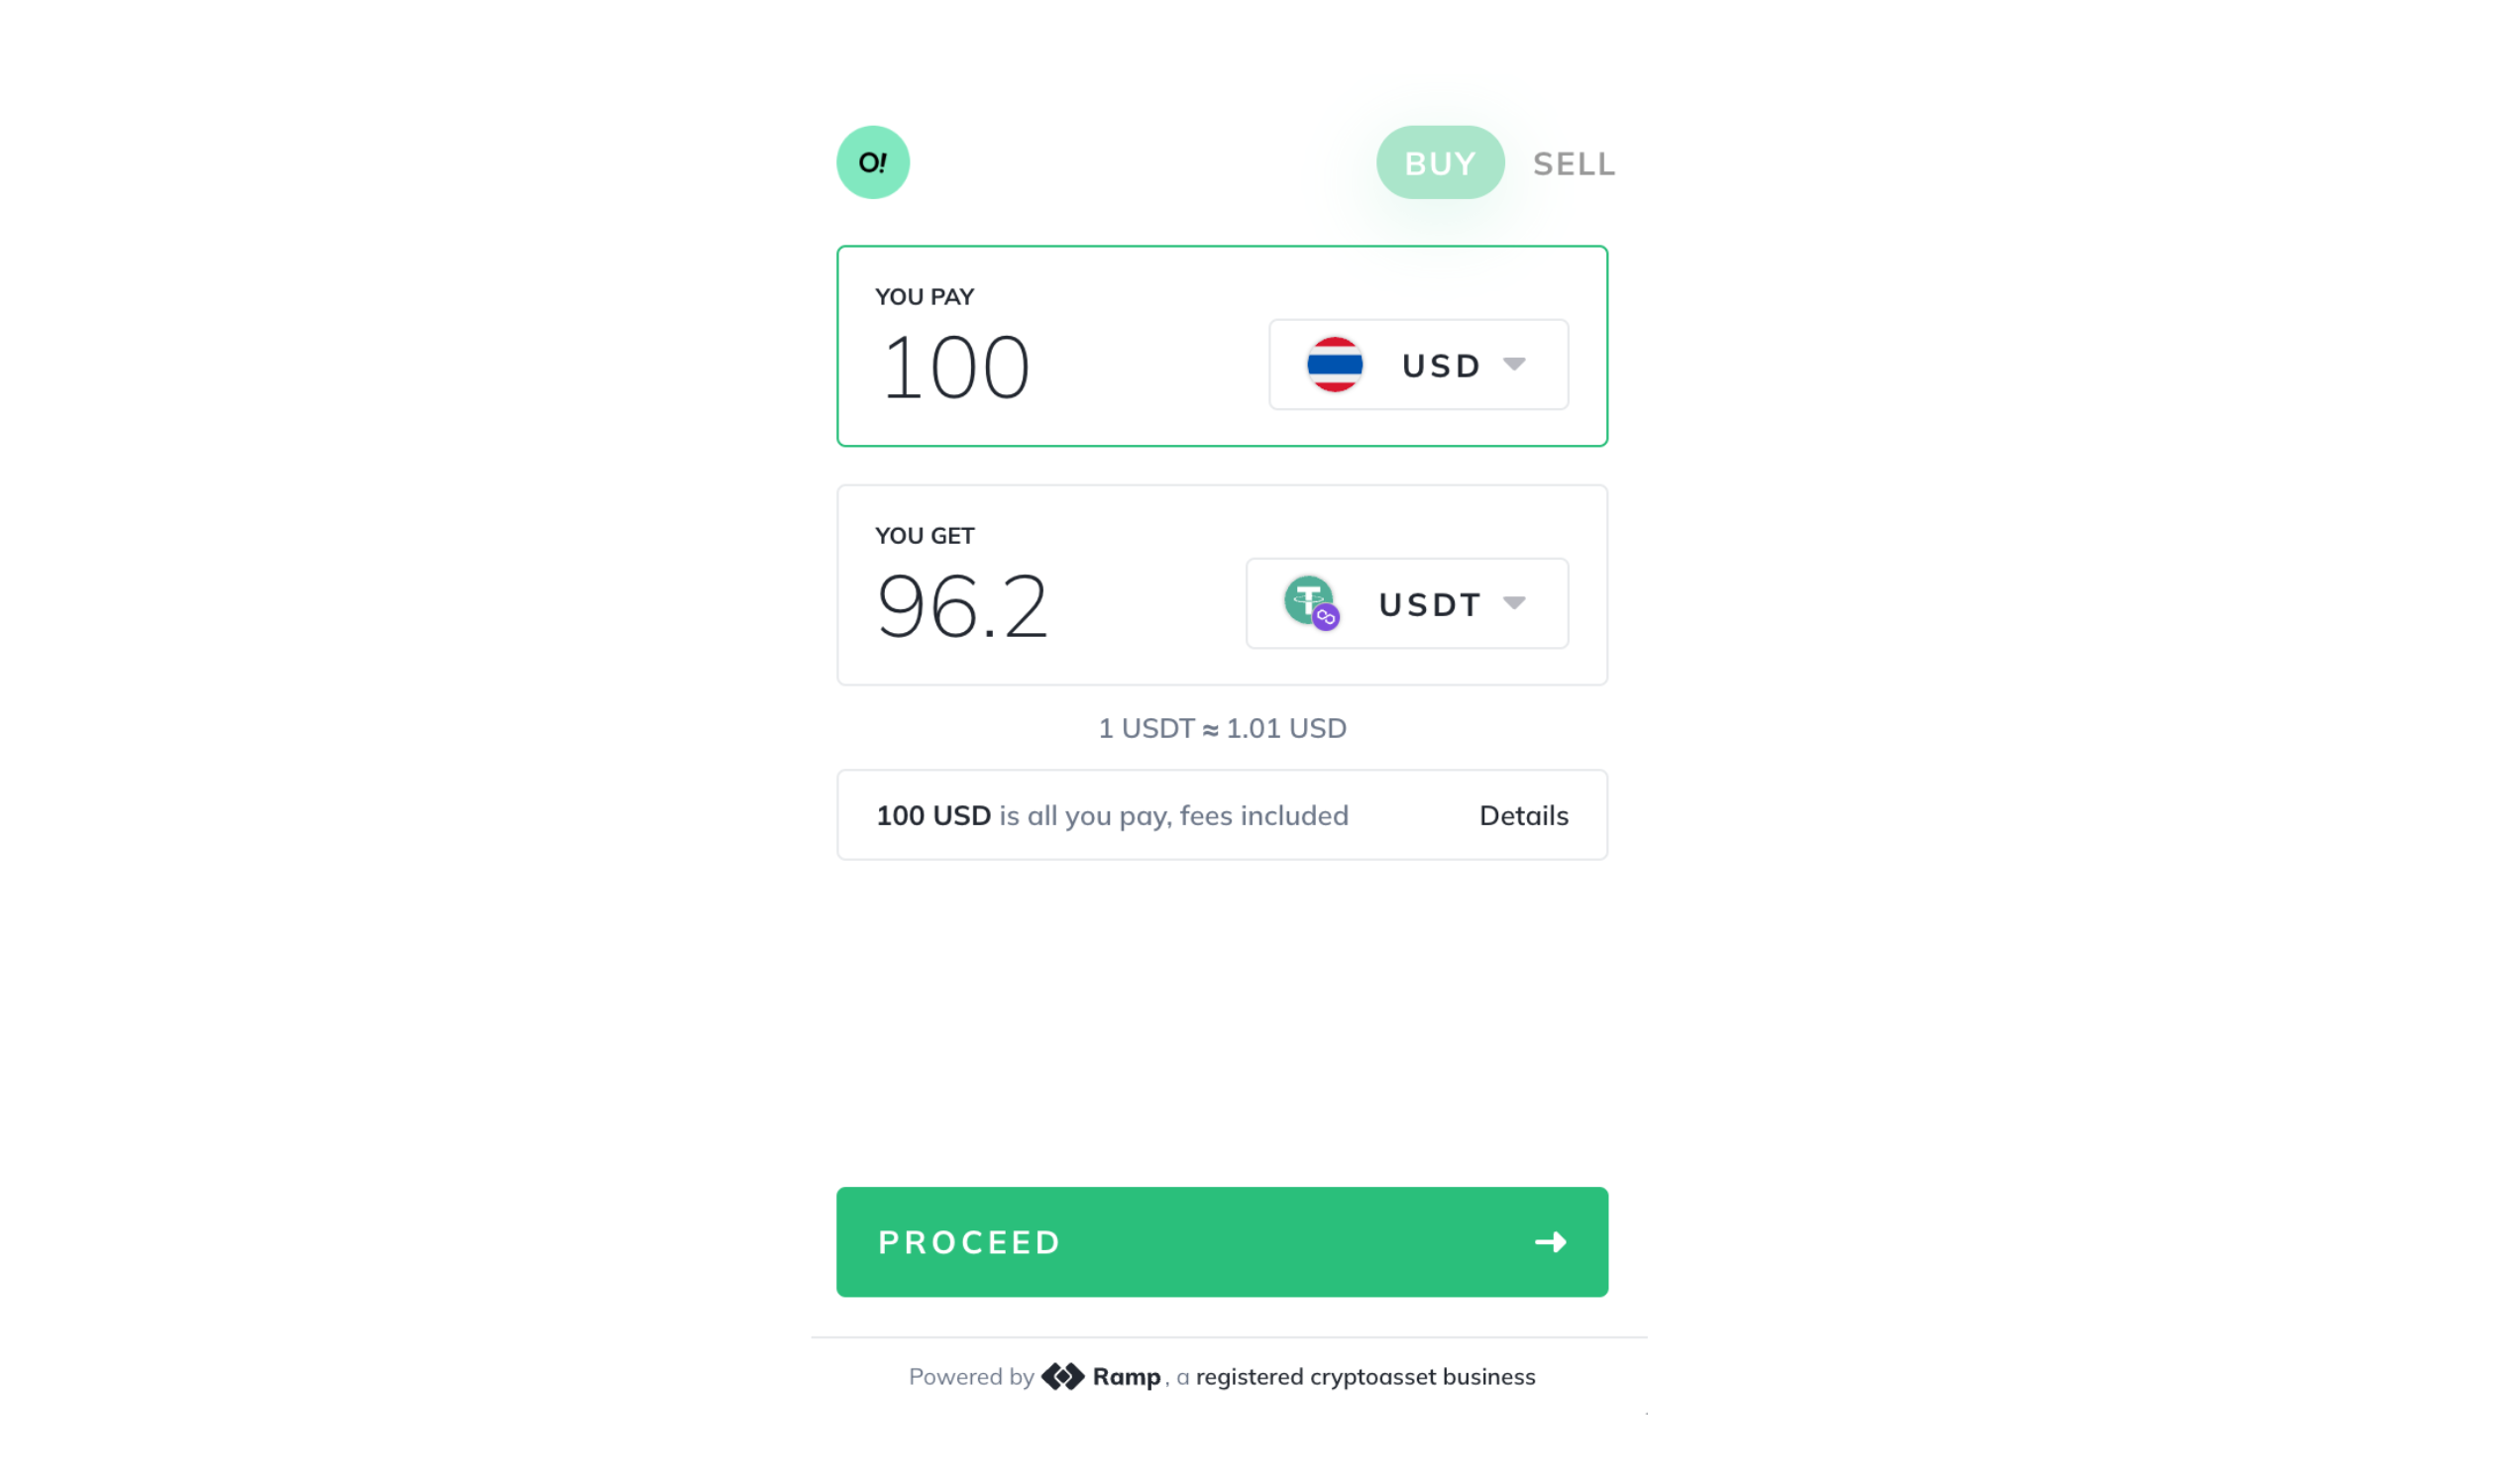 O!
BUY SELL
YOU PAY
100 USD
YOU GET
96.2 USDT
1 USDT ≈ 1.01 USD
100 USD is all you pay, fees included Details
PROCEED
Powered by Ramp, a registered cryptoasset business